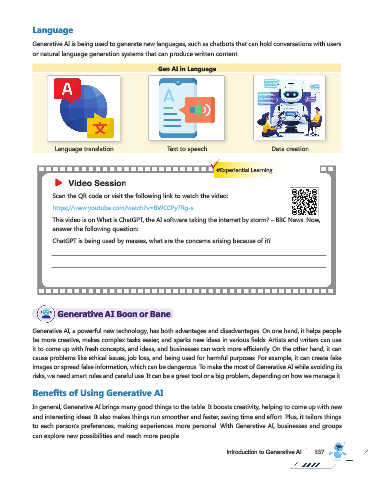 Language
Generative AI is being used to generate new languages, such as chatbots that can hold conversations with users
or natural language generation systems that can produce written content
Gen AI in Language
A
文
A
Language translation
Text to speech
Data creation
#Experiential Learning
Video Session
Scan the QR code or visit the following link to watch the video:
This video is on What is ChatGPT, the AI software taking the internet by storm? – BBC News Now,
answer the following question:
ChatGPT is being used by masses, what are the concerns arising because of it?
Generative AI Boon or Bane
Generative AI, a powerful new technology, has both advantages and disadvantages On one hand, it helps people
be more creative, makes complex tasks easier, and sparks new ideas in various fields Artists and writers can use
it to come up with fresh concepts, and ideas, and businesses can work more efficiently On the other hand, it can
cause problems like ethical issues, job loss, and being used for harmful purposes For example, it can create fake
images or spread false information, which can be dangerous To make the most of Generative AI while avoiding its
risks, we need smart rules and careful use It can be a great tool or a big problem, depending on how we manage it
Benefits of Using Generative AI
In general, Generative AI brings many good things to the table It boosts creativity, helping to come up with new
and interesting ideas It also makes things run smoother and faster, saving time and effort Plus, it tailors things
to each person's preferences, making experiences more personal With Generative AI, businesses and groups
can explore new possibilities and reach more people
Introduction to Generative AI 137